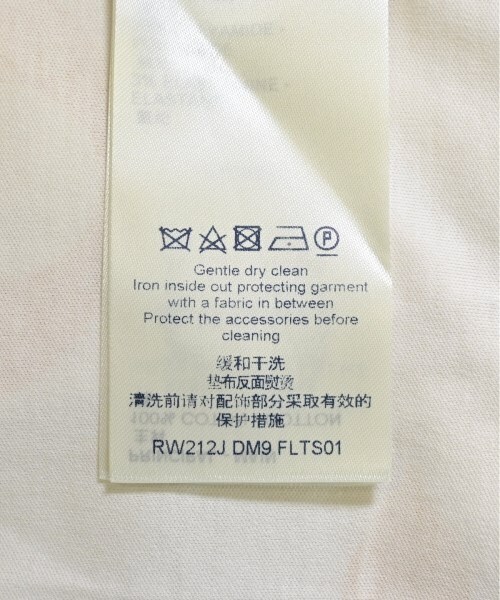 Gentle dry clean
Iron inside out protecting garment
with a fabric in between
Protect the accessories before
cleaning
缓和干洗
垫布反面熨烫
清洗前请对配饰部分采取有效的
保护措施
RW212J DM9 FLTS01